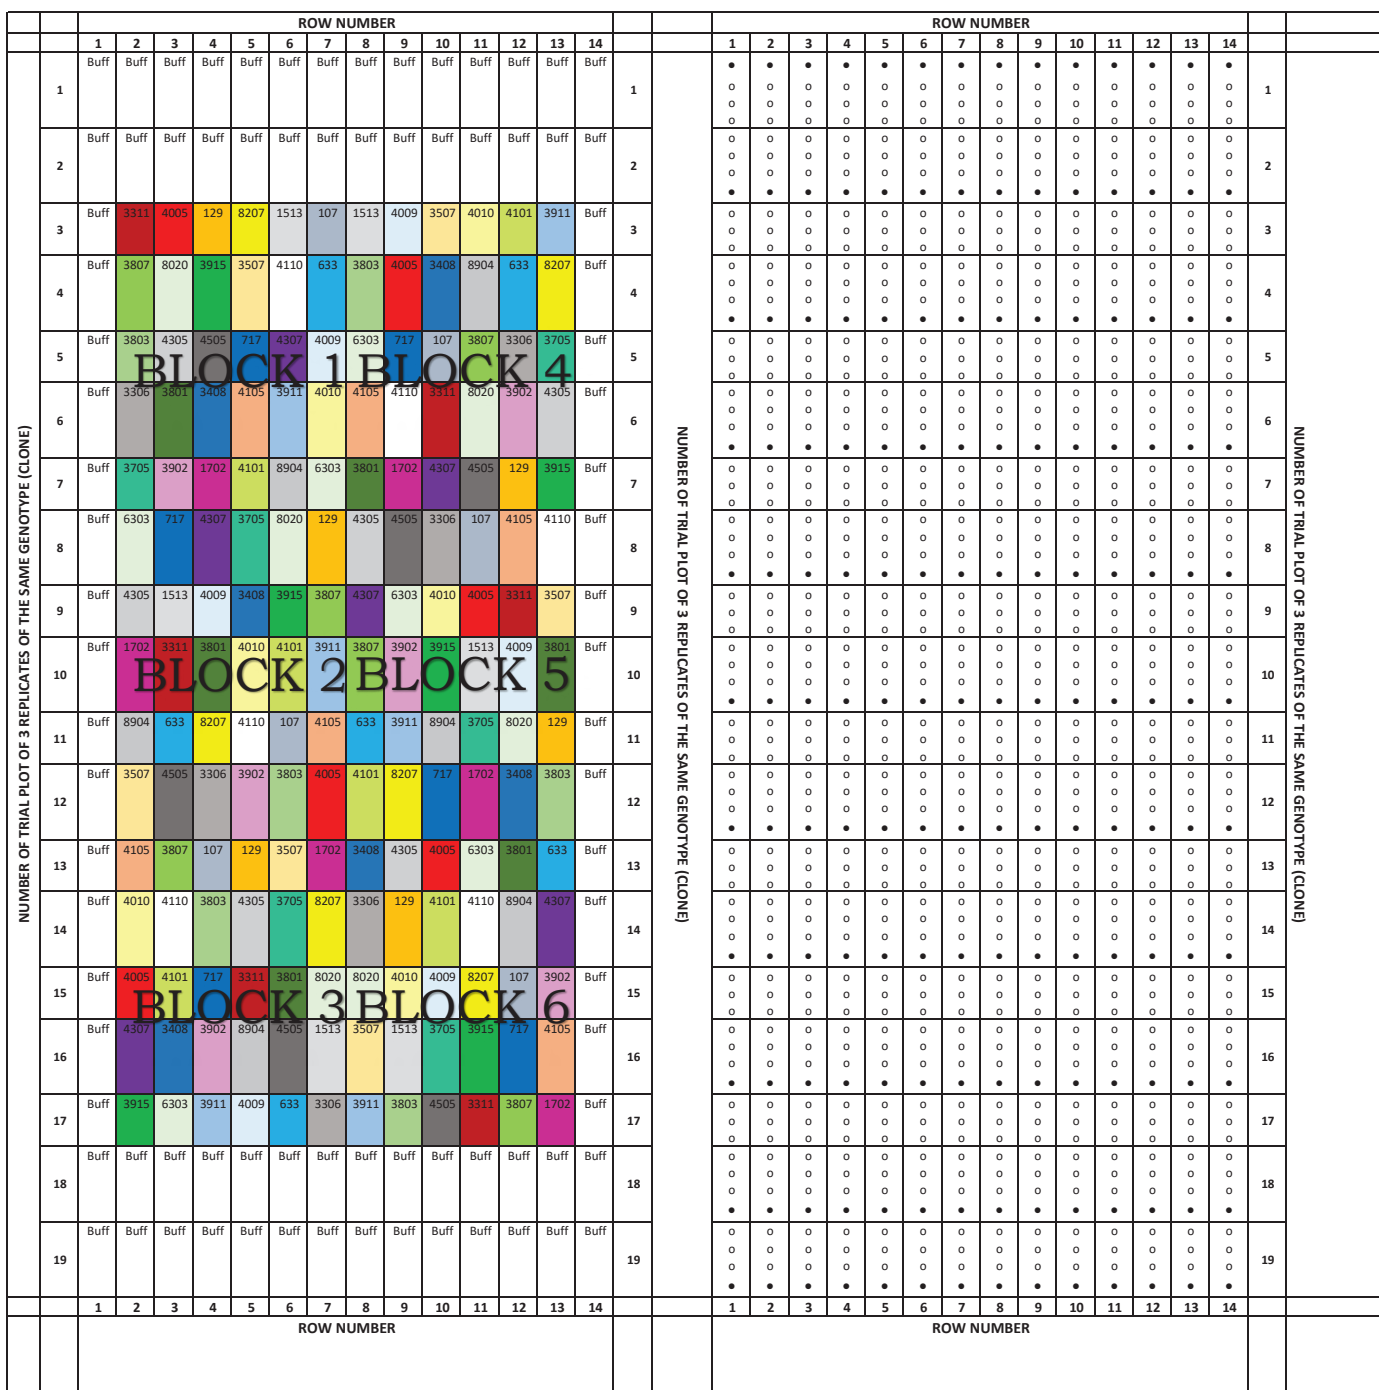 ROW NUMBER ROW NUMBER
1 2 3 4 5 6 7 8 9 10 11 12 13 14 1 2 3 4 5 6 7 8 9 10 11 12 13 14
1 Buff Buff Buff Buff Buff Buff Buff Buff Buff Buff Buff Buff Buff Buff 1 1
2 Buff Buff Buff Buff Buff Buff Buff Buff Buff Buff Buff Buff Buff Buff 2 2
3 Buff 3311 4005 129 8207 1513 107 1513 4009 3507 4010 4101 3911 Buff 3 3
4 Buff 3807 8020 3915 3507 4110 633 3803 4005 3408 8904 633 8207 Buff 4 4
5 Buff 3803 4305 4505 717 4307 4009 6303 717 107 3807 3306 3705 Buff 5 5
BLOCK 1 BLOCK 4
6 Buff 3306 3801 3408 4105 3911 4010 4105 4110 3311 8020 3902 4305 Buff 6 6
7 Buff 3705 3902 1702 4101 8904 6303 3801 1702 4307 4505 129 3915 Buff 7 7
8 Buff 6303 717 4307 3705 8020 129 4305 4505 3306 107 4105 4110 Buff 8 8
9 Buff 4305 1513 4009 3408 3915 3807 4307 6303 4010 4005 3311 3507 Buff 9 9
10 Buff 1702 3311 3801 4010 4101 3911 3807 3902 3915 1513 4009 3801 Buff 10 10
BLOCK 2 BLOCK 5
11 Buff 8904 633 8207 4110 107 4105 633 3911 8904 3705 8020 129 Buff 11 11
12 Buff 3507 4505 3306 3902 3803 4005 4101 8207 717 1702 3408 3803 Buff 12 12
13 Buff 4105 3807 107 129 3507 1702 3408 4305 4005 6303 3801 633 Buff 13 13
14 Buff 4010 4110 3803 4305 3705 8207 3306 129 4101 4110 8904 4307 Buff 14 14
15 Buff 4005 4101 717 3311 3801 8020 8020 4010 4009 8207 107 3902 Buff 15 15
BLOCK 3 BLOCK 6
16 Buff 4307 3408 3902 8904 4505 1513 3507 1513 3705 3915 717 4105 Buff 16 16
17 Buff 3915 6303 3911 4009 633 3306 3911 3803 4505 3311 3807 1702 Buff 17 17
18 Buff Buff Buff Buff Buff Buff Buff Buff Buff Buff Buff Buff Buff Buff 18 18
19 Buff Buff Buff Buff Buff Buff Buff Buff Buff Buff Buff Buff Buff Buff 19 19
1 2 3 4 5 6 7 8 9 10 11 12 13 14 1 2 3 4 5 6 7 8 9 10 11 12 13 14
ROW NUMBER ROW NUMBER
NUMBER OF TRIAL PLOT OF 3 REPLICATES OF THE SAME GENOTYPE (CLONE)
NUMBER OF TRIAL PLOT OF 3 REPLICATES OF THE SAME GENOTYPE (CLONE)
NUMBER OF TRIAL PLOT OF 3 REPLICATES OF THE SAME GENOTYPE (CLONE)